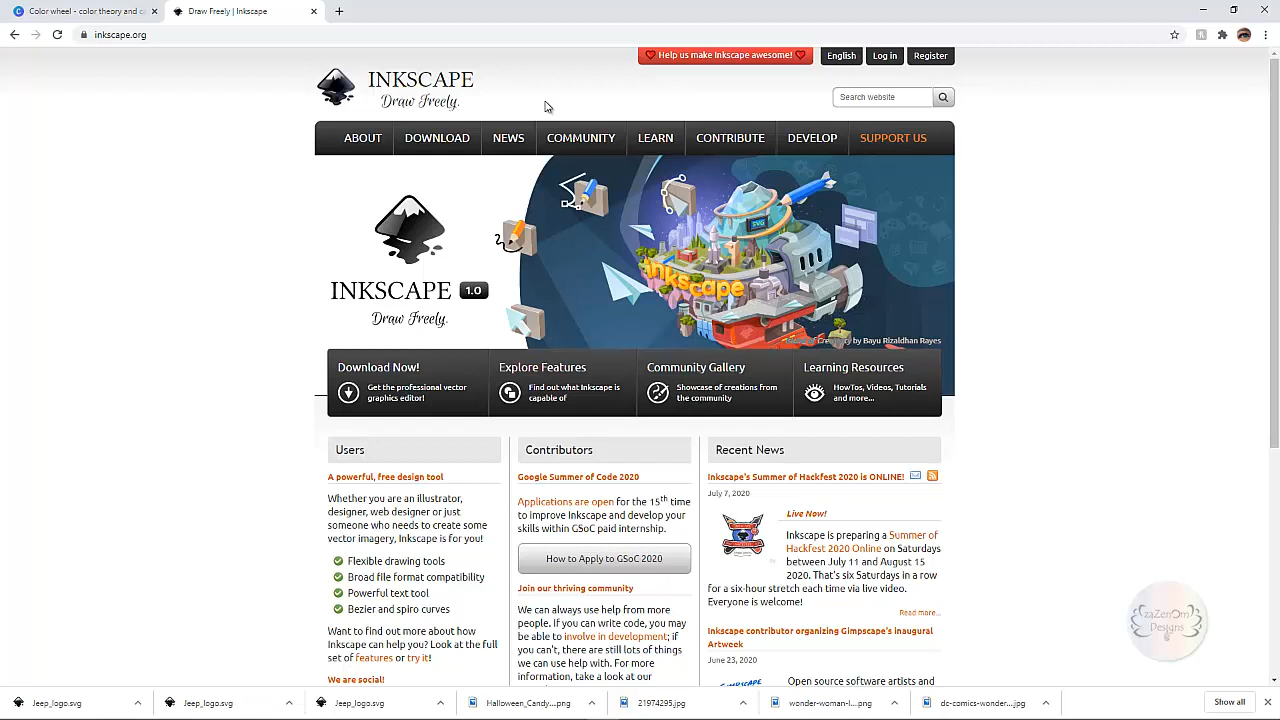 Color wheel - color theory and ca
Draw Freely | Inkscape
inkscape.org
Help us make Inkscape awesome!
English
Log in
Register
INKSCAPE
Draw Freely.
Search website
ABOUT
DOWNLOAD
NEWS
COMMUNITY
LEARN
CONTRIBUTE
DEVELOP
SUPPORT US
SVG
inkscape
INKSCAPE 1.0
Draw Freely.
by Bayu Rizaldhan Rayes
Download Now!
Get the professional vector
graphics editor!
Explore Features
Find out what Inkscape is
capable of
Community Gallery
Showcase of creations from
the community
Learning Resources
HowTos, Videos, Tutorials
and more...
Users
A powerful, free design tool
Whether you are an illustrator,
designer, web designer or just
someone who needs to create some
vector imagery, Inkscape is for you!
Flexible drawing tools
Broad file format compatibility
Powerful text tool
Bezier and spiro curves
Want to find out more about how
Inkscape can help you? Look at the full
set of features or try it!
We are social!
Contributors
Google Summer of Code 2020
Applications are open for the 15th time
to improve Inkscape and develop your
skills within GSoC paid internship.
How to Apply to GSoC 2020
Join our thriving community
We can always use help from more
people. If you can write code, you may
be able to involve in development; if
you can't, there are still lots of things
we can use help with. For more
information, take a look at our
Recent News
Inkscape's Summer of Hackfest 2020 is ONLINE!
July 7, 2020
Live Now!
Inkscape is preparing a Summer of
Hackfest 2020 Online on Saturdays
between July 11 and August 15
2020. That's six Saturdays in a row
for a six-hour stretch each time via live video.
Everyone is welcome!
Read more...
Inkscape contributor organizing Gimpscape's inaugural
Artweek
June 23, 2020
Open source software artists and
zaZenOm
Designs
Jeep_logo.svg
Jeep_logo.svg
Jeep_logo.svg
Halloween_Candy....png
21974295.jpg
wonder-woman-l....png
dc-comics-wonder....jpg
Show all